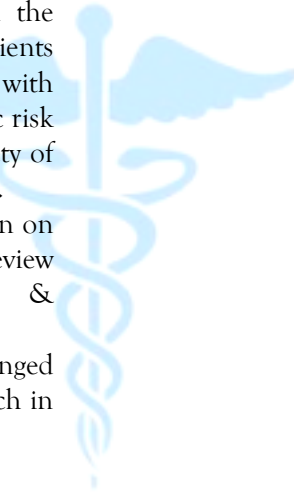 the
ients
with
c risk
ty of
.
n on
eview
&
nged
ch in